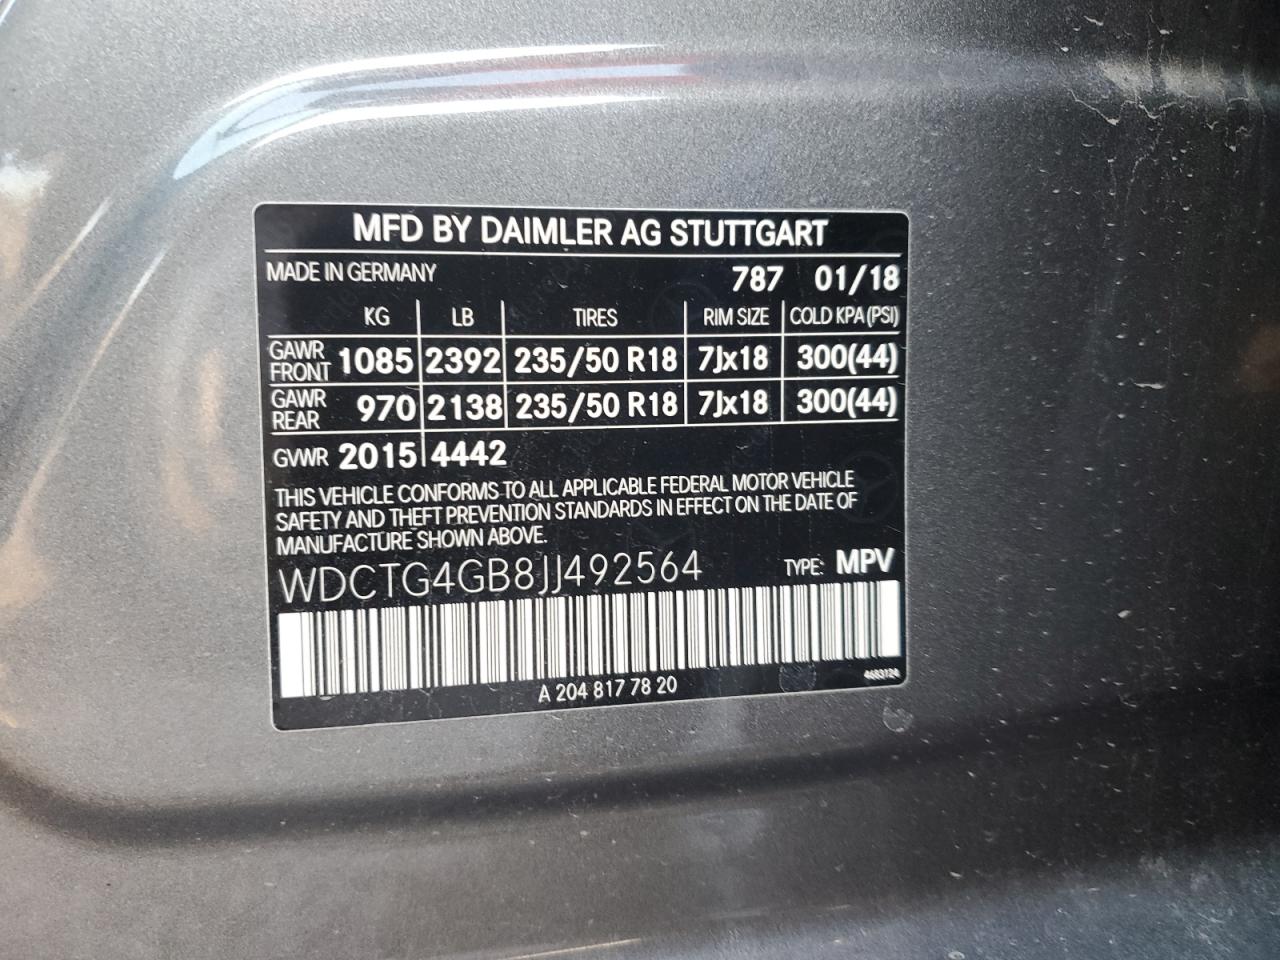 MFD BY DAIMLER AG STUTTGART
MADE IN GERMANY 787 01/18
KG LB TIRES RIM SIZE COLD KPA (PSI)
GAWR FRONT 1085 2392 235/50 R18 7Jx18 300(44)
GAWR REAR 970 2138 235/50 R18 7Jx18 300(44)
GVWR 2015 4442
THIS VEHICLE CONFORMS TO ALL APPLICABLE FEDERAL MOTOR VEHICLE
SAFETY AND THEFT PREVENTION STANDARDS IN EFFECT ON THE DATE OF
MANUFACTURE SHOWN ABOVE.
WDCTG4GB8JJ492564 TYPE: MPV
A 204 817 78 20
4683124